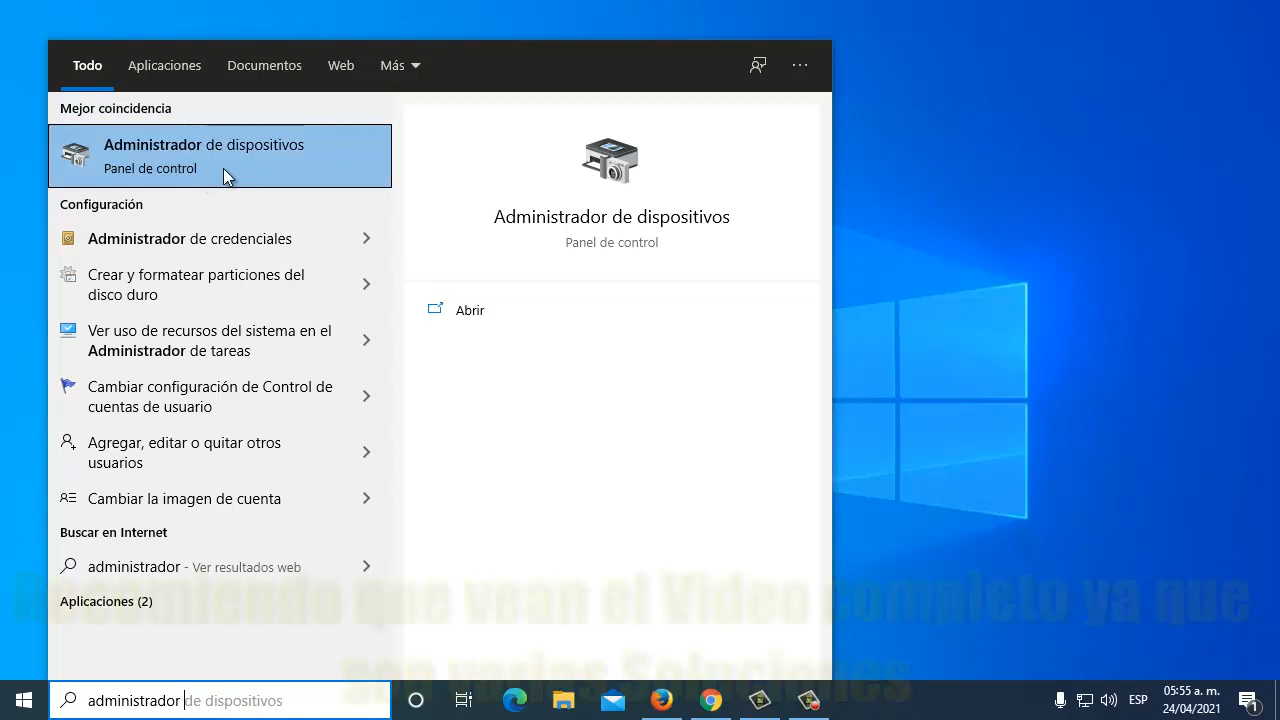 Todo
Aplicaciones
Documentos
Web
Más
Mejor coincidencia
Administrador de dispositivos
Panel de control
Configuración
Administrador de credenciales
Crear y formatear particiones del
disco duro
Ver uso de recursos del sistema en el
Administrador de tareas
Cambiar configuración de Control de
cuentas de usuario
Agregar, editar o quitar otros
usuarios
Cambiar la imagen de cuenta
Buscar en Internet
administrador - Ver resultados web
Aplicaciones (2)
Administrador de dispositivos
Panel de control
Abrir
Recomiendo que vean el Video completo ya que
son varias Soluciones
administrador de dispositivos
ESP
05:55 a. m.
24/04/2021
1